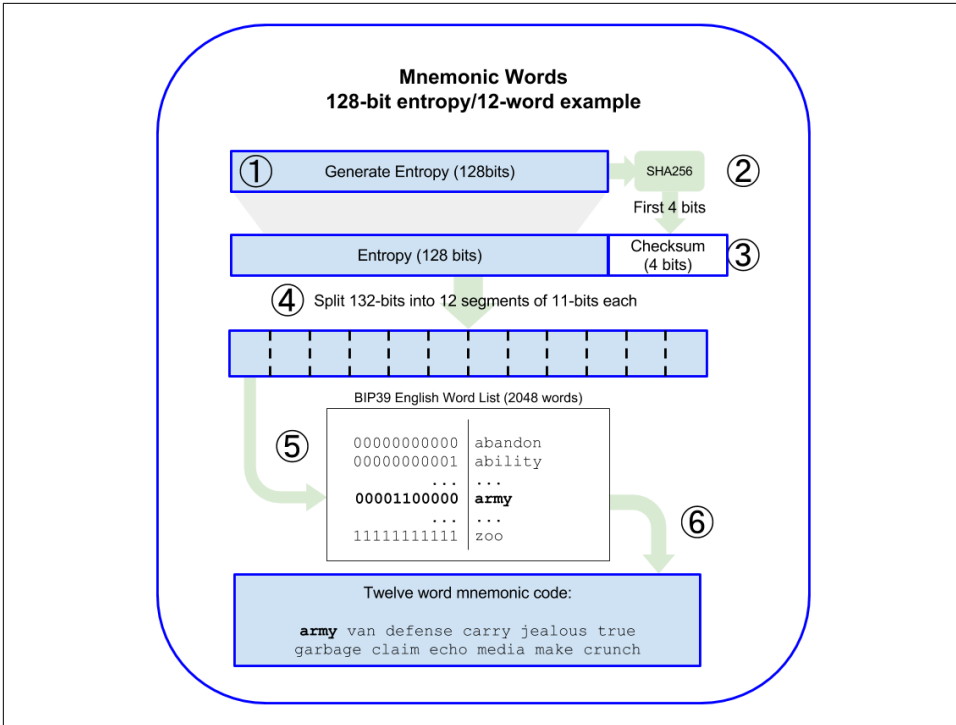 Mnemonic Words
128-bit entropy/12-word example
① Generate Entropy (128bits)
SHA256 ②
First 4 bits
Entropy (128 bits)
Checksum
(4 bits)
③
④ Split 132-bits into 12 segments of 11-bits each
BIP39 English Word List (2048 words)
⑤
00000000000 abandon
00000000001 ability
... ...
00001100000 army
... ...
11111111111 zoo
⑥
Twelve word mnemonic code:
army van defense carry jealous true
garbage claim echo media make crunch